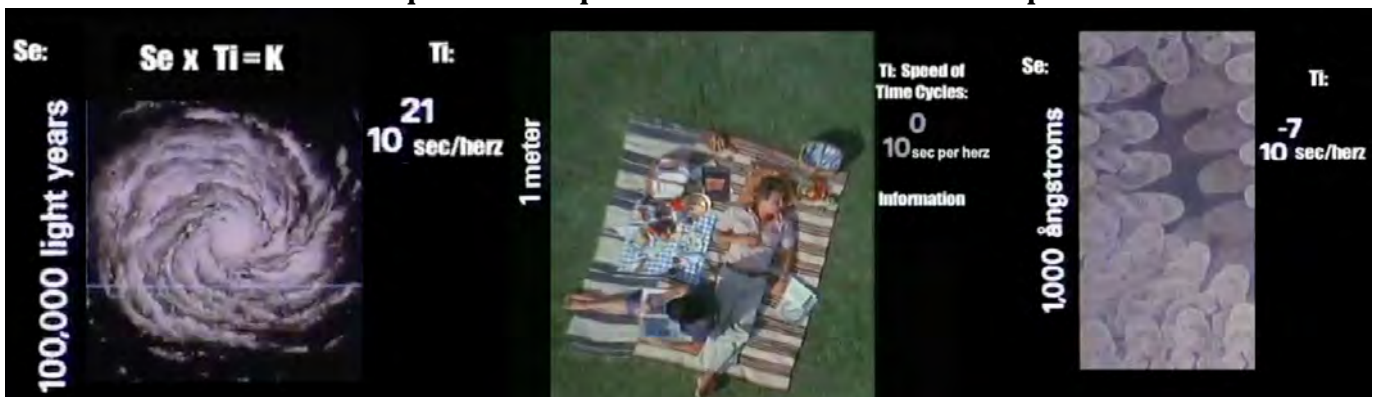 Se:
Se x Ti=K
Ti:
100,000 light years
21
10 sec/herz
1 meter
Ti: Speed of
Time Cycles:
0
10 sec per herz
Information
Se:
1,000 ångstroms
Ti:
-7
10 sec/herz